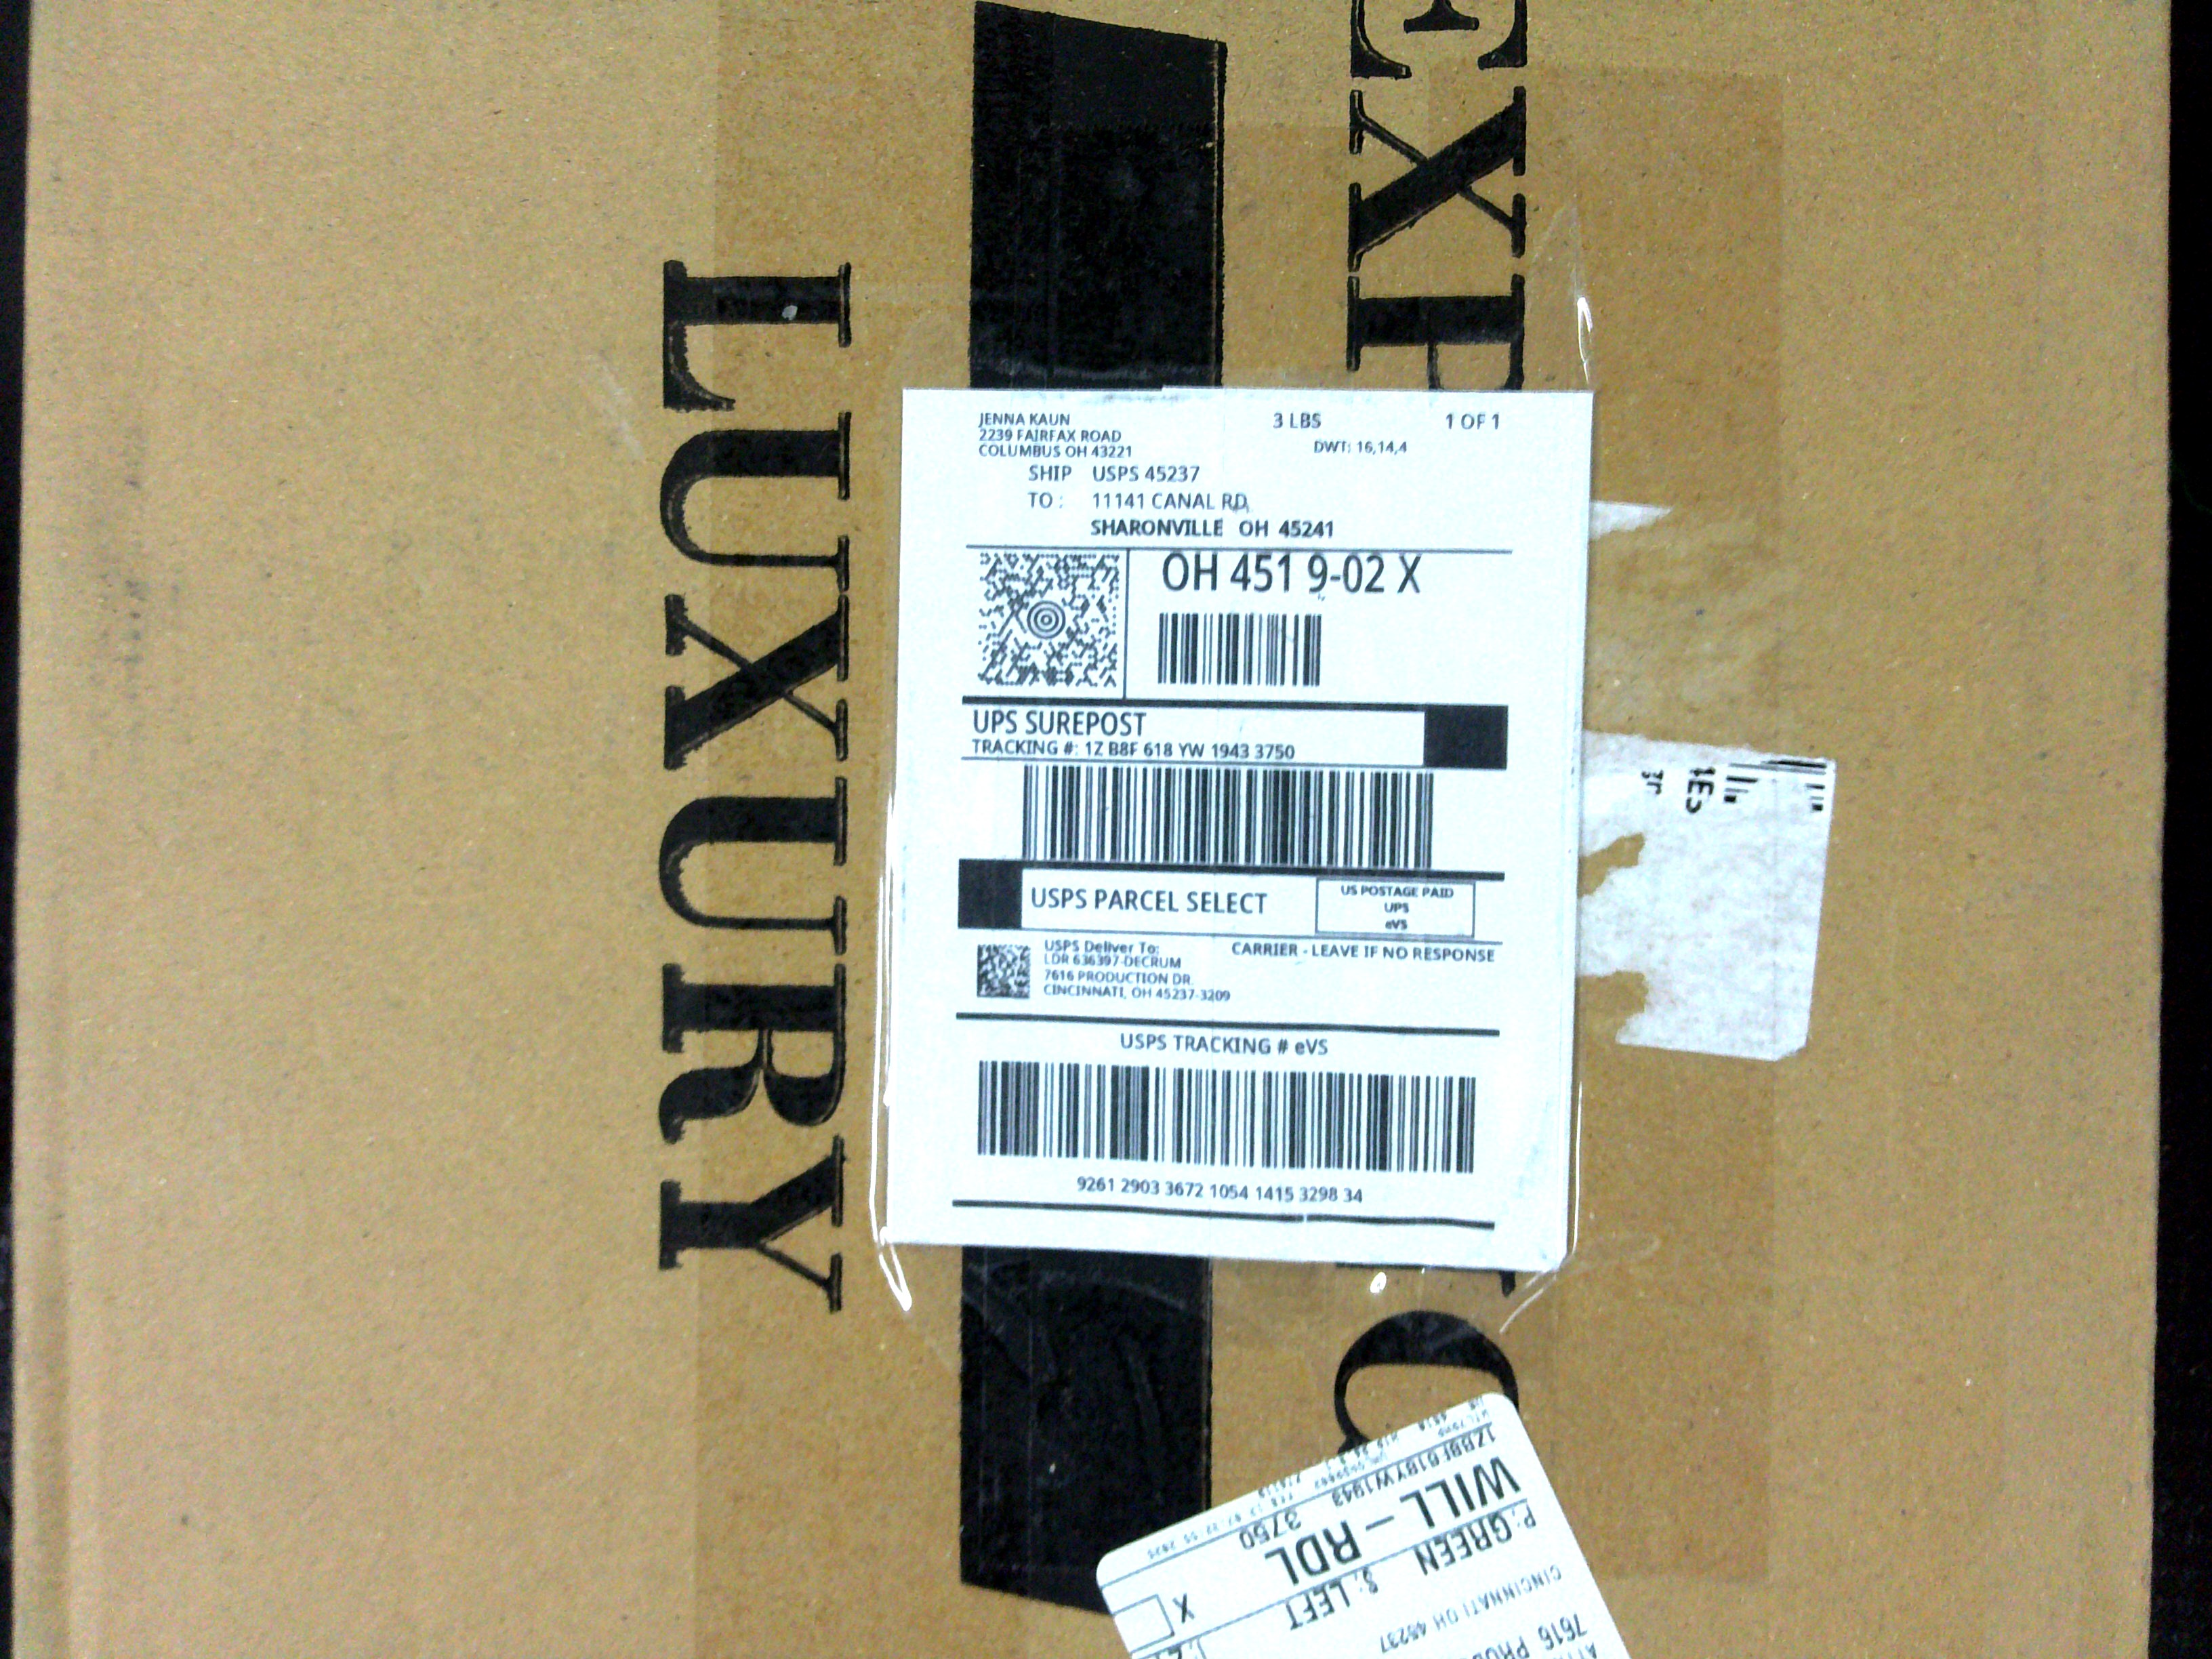 LUXURY
EXP
JENNA KAUN
2239 FAIRFAX ROAD
COLUMBUS OH 43221
3 LBS
1 OF 1
DWT: 16,14,4
SHIP TO :
USPS 45237
11141 CANAL RD,
SHARONVILLE OH 45241
OH 451 9-02 X
UPS SUREPOST
TRACKING #: 1Z B8F 618 YW 1943 3750
USPS PARCEL SELECT
US POSTAGE PAID
UPS
eVS
USPS Deliver To:
LDR 636397-DECRUM
7616 PRODUCTION DR.
CINCINNATI, OH 45237-3209
CARRIER - LEAVE IF NO RESPONSE
USPS TRACKING # eVS
9261 2903 3672 1054 1415 3298 34
7616
CINCINNATI OH 45237
P: GREEN S: LEFT
X
WILL – RDL
1ZB8F618YW1943 3750